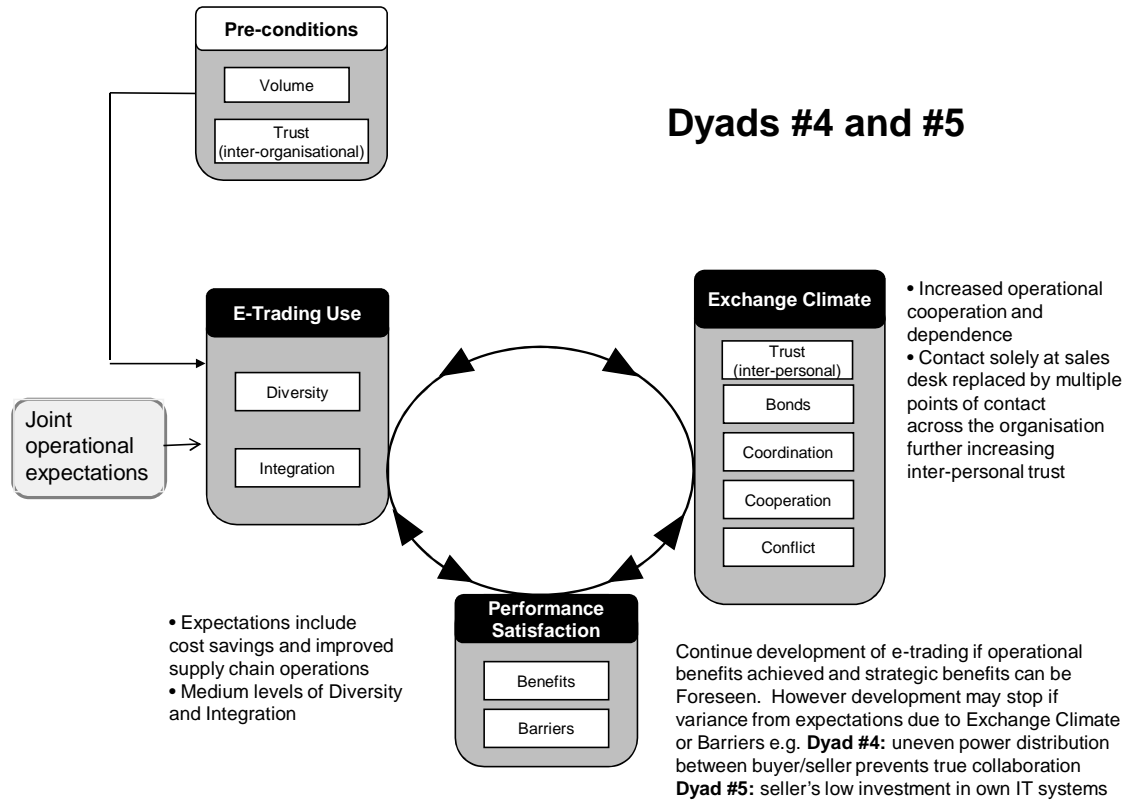 Pre-conditions
Volume
Trust
(inter-organisational)
Dyads #4 and #5
E-Trading Use
Diversity
Integration
Joint
operational
expectations
Exchange Climate
Trust
(inter-personal)
Bonds
Coordination
Cooperation
Conflict
• Increased operational
cooperation and
dependence
• Contact solely at sales
desk replaced by multiple
points of contact
across the organisation
further increasing
inter-personal trust
• Expectations include
cost savings and improved
supply chain operations
• Medium levels of Diversity
and Integration
Performance
Satisfaction
Benefits
Barriers
Continue development of e-trading if operational
benefits achieved and strategic benefits can be
Foreseen. However development may stop if
variance from expectations due to Exchange Climate
or Barriers e.g. Dyad #4: uneven power distribution
between buyer/seller prevents true collaboration
Dyad #5: seller's low investment in own IT systems